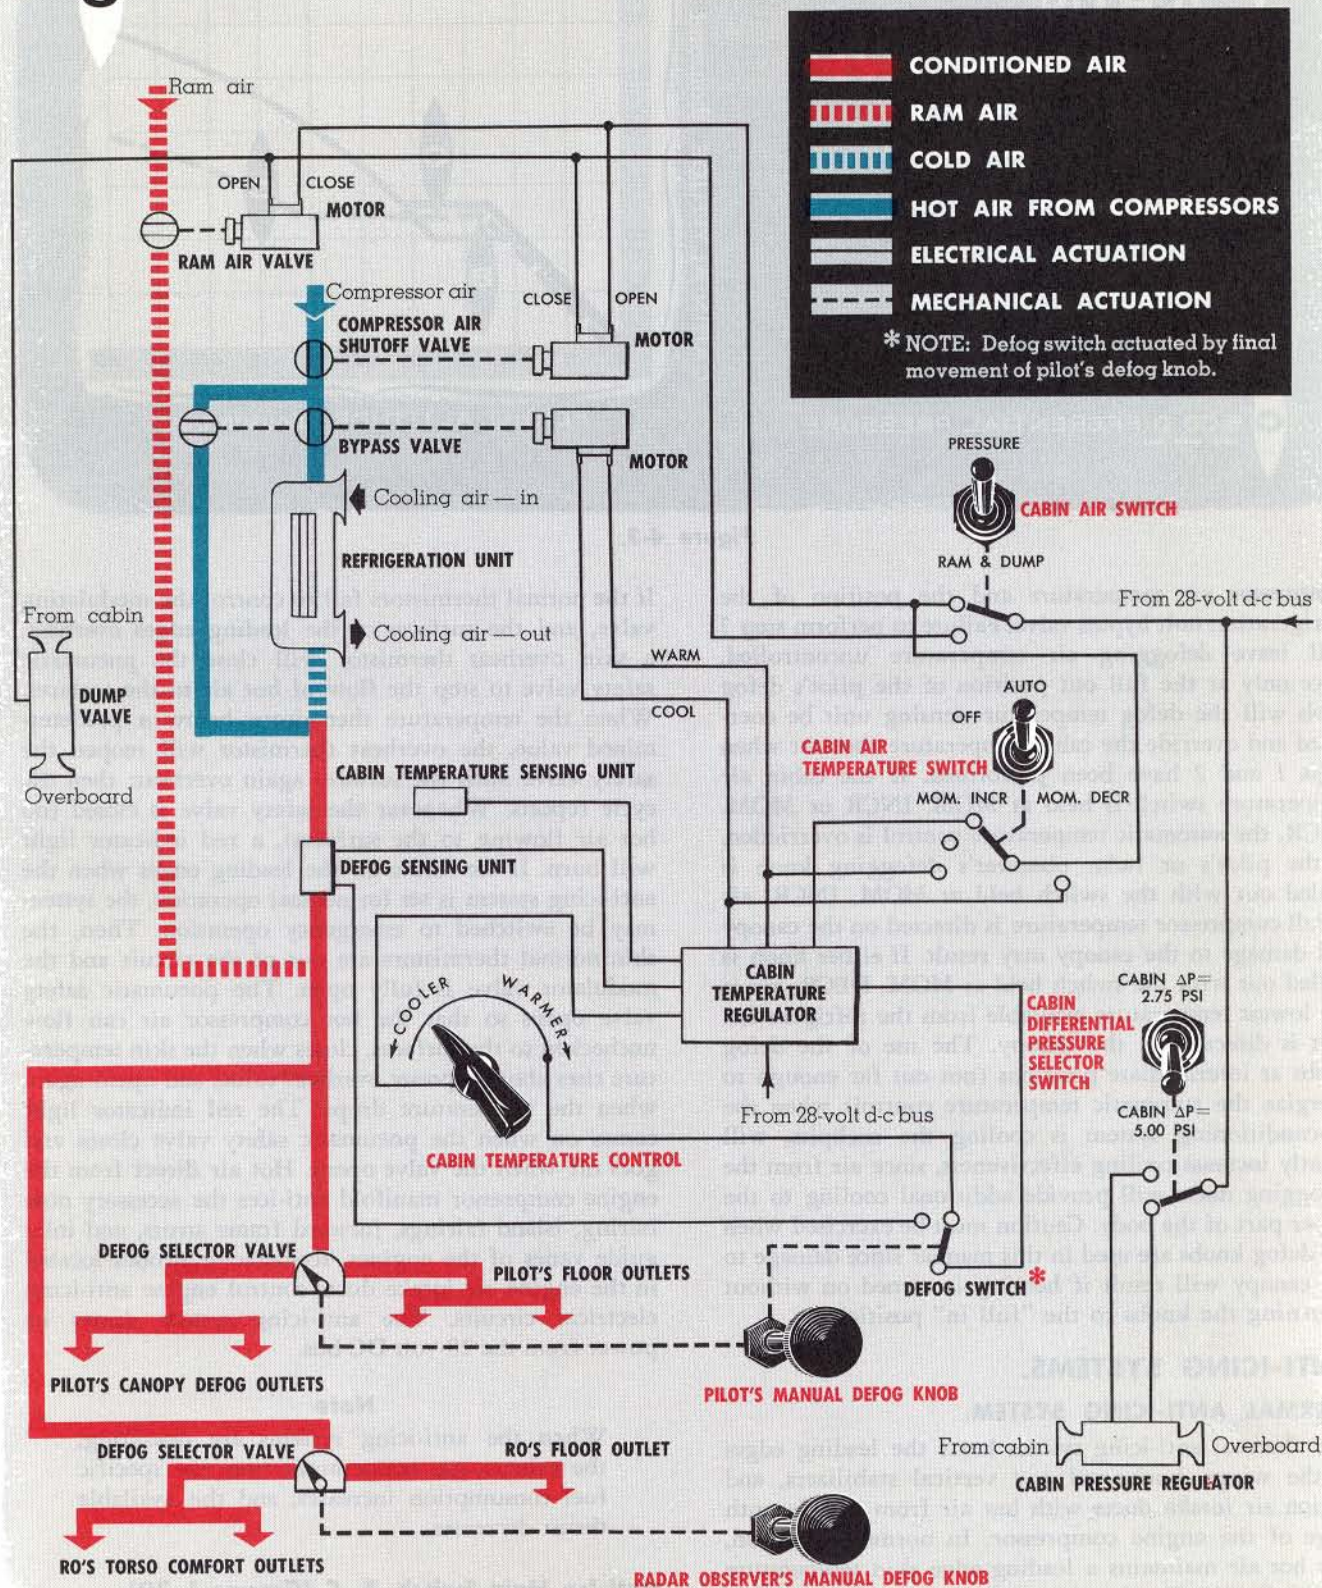 Ram air
OPEN
CLOSE
MOTOR
RAM AIR VALVE
Compressor air
COMPRESSOR AIR
SHUTOFF VALVE
CLOSE
OPEN
MOTOR
BYPASS VALVE
MOTOR
Cooling air — in
REFRIGERATION UNIT
Cooling air — out
From cabin
DUMP
VALVE
Overboard
WARM
COOL
CABIN TEMPERATURE SENSING UNIT
DEFOG SENSING UNIT
COOLER
WARMER
CABIN TEMPERATURE CONTROL
CABIN
TEMPERATURE
REGULATOR
From 28-volt d-c bus
CONDITIONED AIR
RAM AIR
COLD AIR
HOT AIR FROM COMPRESSORS
ELECTRICAL ACTUATION
MECHANICAL ACTUATION
* NOTE: Defog switch actuated by final
movement of pilot's defog knob.
PRESSURE
CABIN AIR SWITCH
RAM & DUMP
From 28-volt d-c bus
AUTO
OFF
CABIN AIR
TEMPERATURE SWITCH
MOM. INCR
MOM. DECR
CABIN ΔP=
2.75 PSI
CABIN
DIFFERENTIAL
PRESSURE
SELECTOR
SWITCH
CABIN ΔP=
5.00 PSI
DEFOG SWITCH *
DEFOG SELECTOR VALVE
PILOT'S FLOOR OUTLETS
PILOT'S CANOPY DEFOG OUTLETS
PILOT'S MANUAL DEFOG KNOB
DEFOG SELECTOR VALVE
RO'S FLOOR OUTLET
RO'S TORSO COMFORT OUTLETS
RADAR OBSERVER'S MANUAL DEFOG KNOB
From cabin
Overboard
CABIN PRESSURE REGULATOR